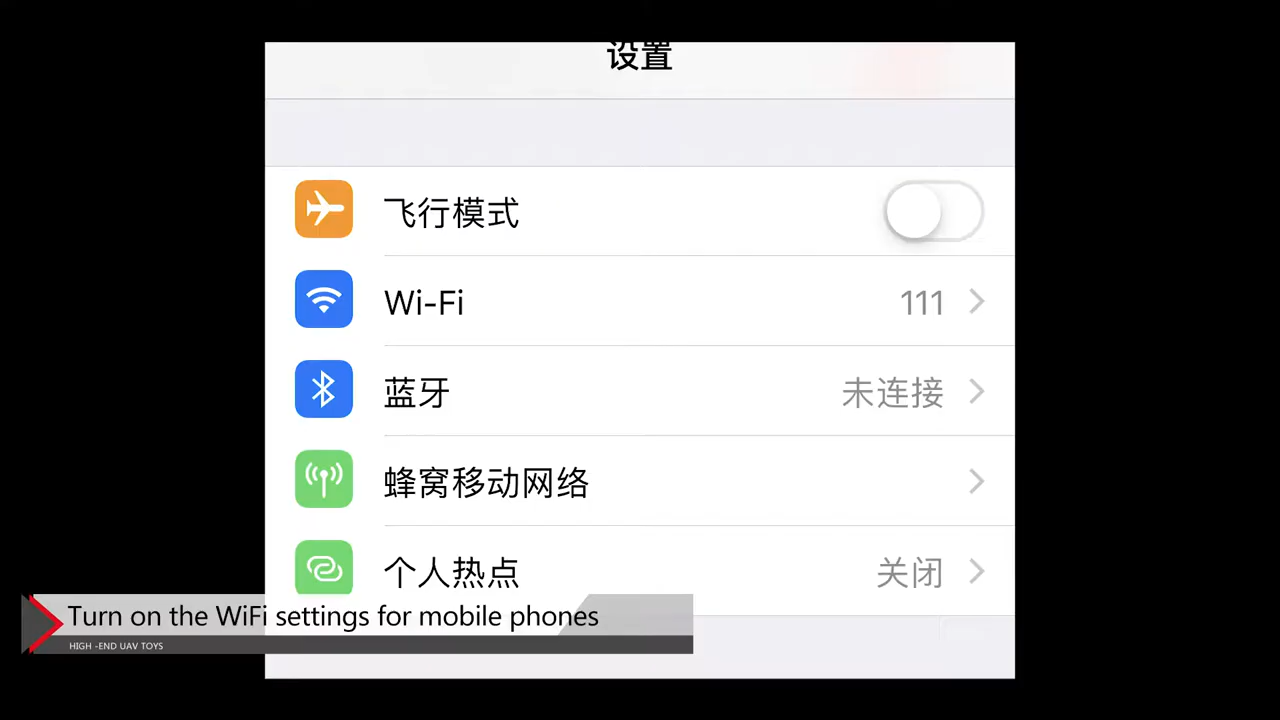 设置
飞行模式
Wi-Fi 111
蓝牙 未连接
蜂窝移动网络
个人热点 关闭
Turn on the WiFi settings for mobile phones
HIGH -END UAV TOYS